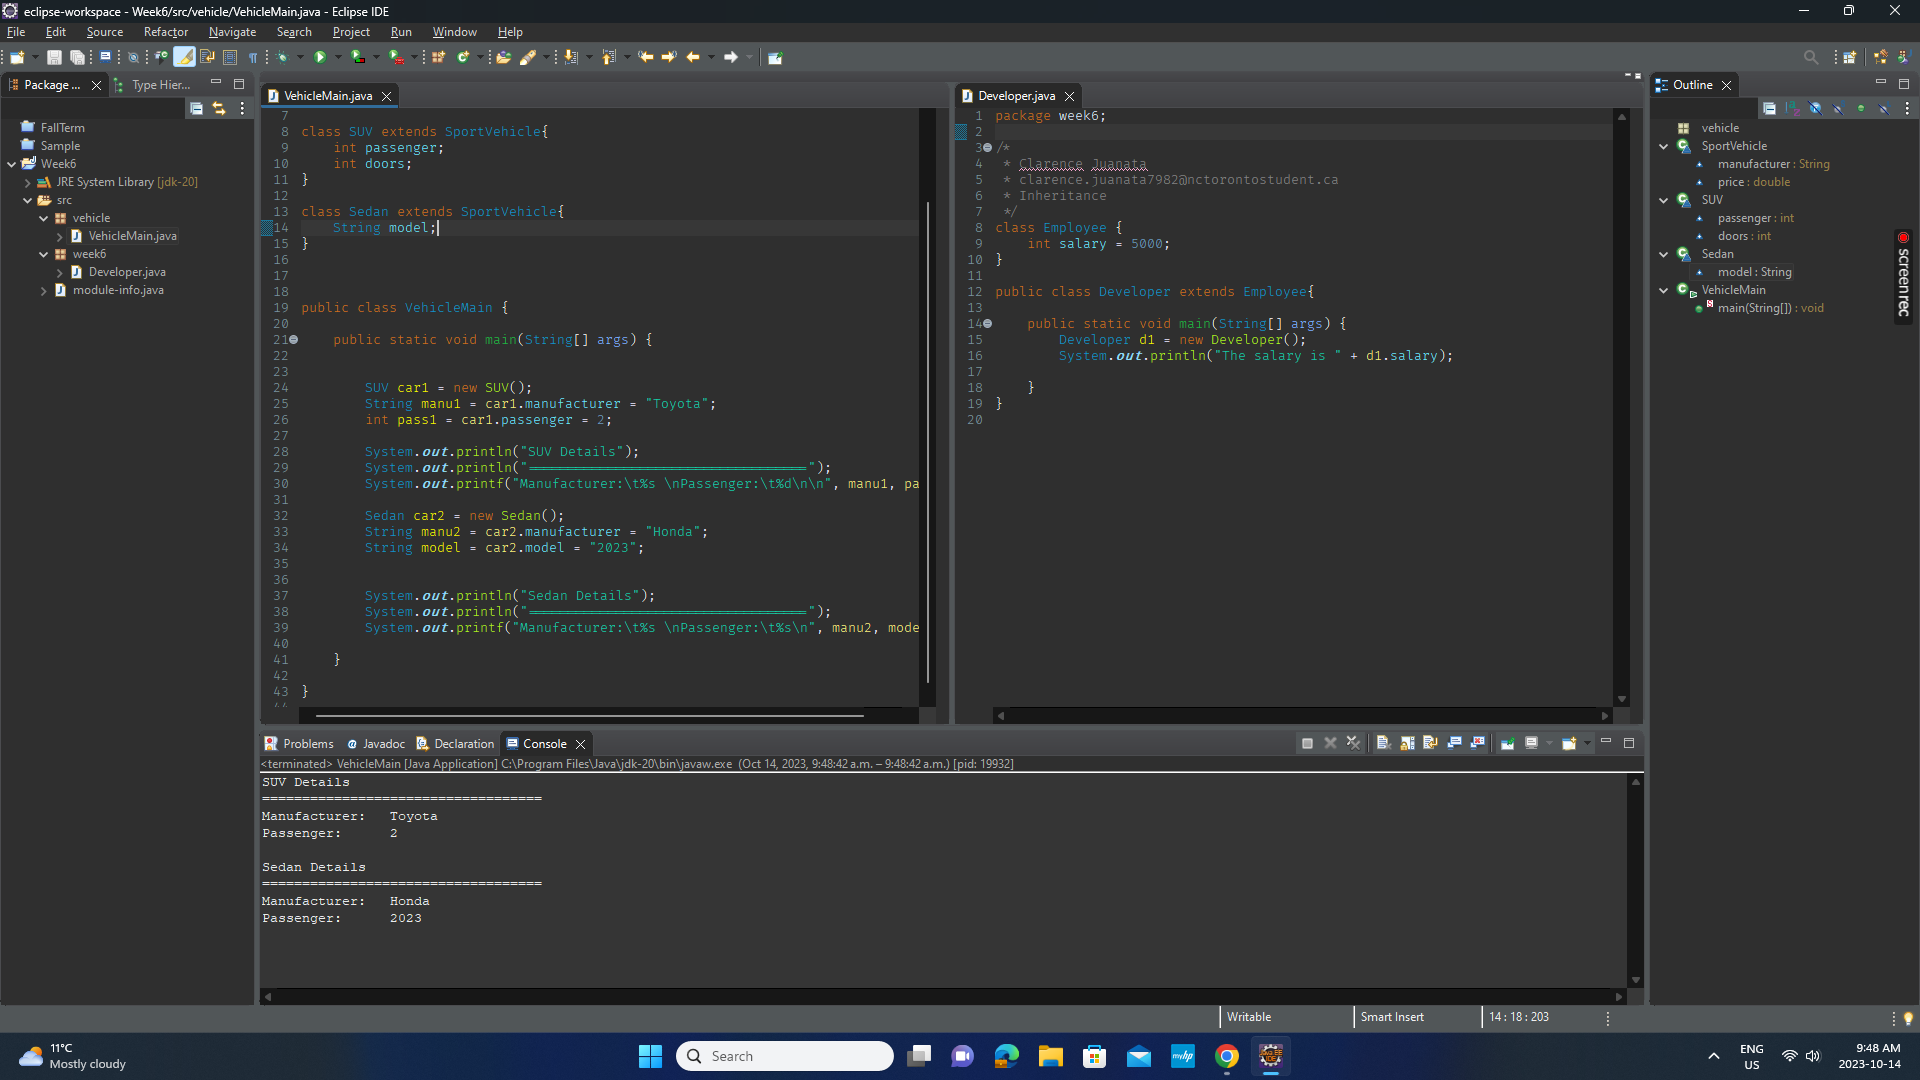 eclipse-workspace - Week6/src/vehicle/VehicleMain.java - Eclipse IDE
File Edit Source Refactor Navigate Search Project Run Window Help
Package ...
Type Hier...
FallTerm
Sample
Week6
JRE System Library [jdk-20]
src
vehicle
VehicleMain.java
week6
Developer.java
module-info.java
VehicleMain.java
7
8 class SUV extends SportVehicle{
9 int passenger;
10 int doors;
11 }
12
13 class Sedan extends SportVehicle{
14 String model;
15 }
16
17
18
19 public class VehicleMain {
20
21 public static void main(String[] args) {
22
23
24 SUV car1 = new SUV();
25 String manu1 = car1.manufacturer = "Toyota";
26 int pass1 = car1.passenger = 2;
27
28 System.out.println("SUV Details");
29 System.out.println("===================================");
30 System.out.printf("Manufacturer:\t%s \nPassenger:\t%d\n\n", manu1, pa
31
32 Sedan car2 = new Sedan();
33 String manu2 = car2.manufacturer = "Honda";
34 String model = car2.model = "2023";
35
36
37 System.out.println("Sedan Details");
38 System.out.println("===================================");
39 System.out.printf("Manufacturer:\t%s \nPassenger:\t%s\n", manu2, mode
40
41 }
42
43 }
Developer.java
1 package week6;
2
3 /*
4 * Clarence Juanata
5 * clarence.juanata7982@nctorontostudent.ca
6 * Inheritance
7 */
8 class Employee {
9 int salary = 5000;
10 }
11
12 public class Developer extends Employee{
13
14 public static void main(String[] args) {
15 Developer d1 = new Developer();
16 System.out.println("The salary is " + d1.salary);
17
18 }
19 }
20
Outline
vehicle
SportVehicle
manufacturer : String
price : double
SUV
passenger : int
doors : int
Sedan
model : String
VehicleMain
main(String[]) : void
screenrec
Problems @ Javadoc Declaration Console
<terminated> VehicleMain [Java Application] C:\Program Files\Java\jdk-20\bin\javaw.exe (Oct 14, 2023, 9:48:42 a.m. – 9:48:42 a.m.) [pid: 19932]
SUV Details
===================================
Manufacturer: Toyota
Passenger: 2
Sedan Details
===================================
Manufacturer: Honda
Passenger: 2023
Writable
Smart Insert
14 : 18 : 203
11°C
Mostly cloudy
Search
myhp
ENG
US
9:48 AM
2023-10-14